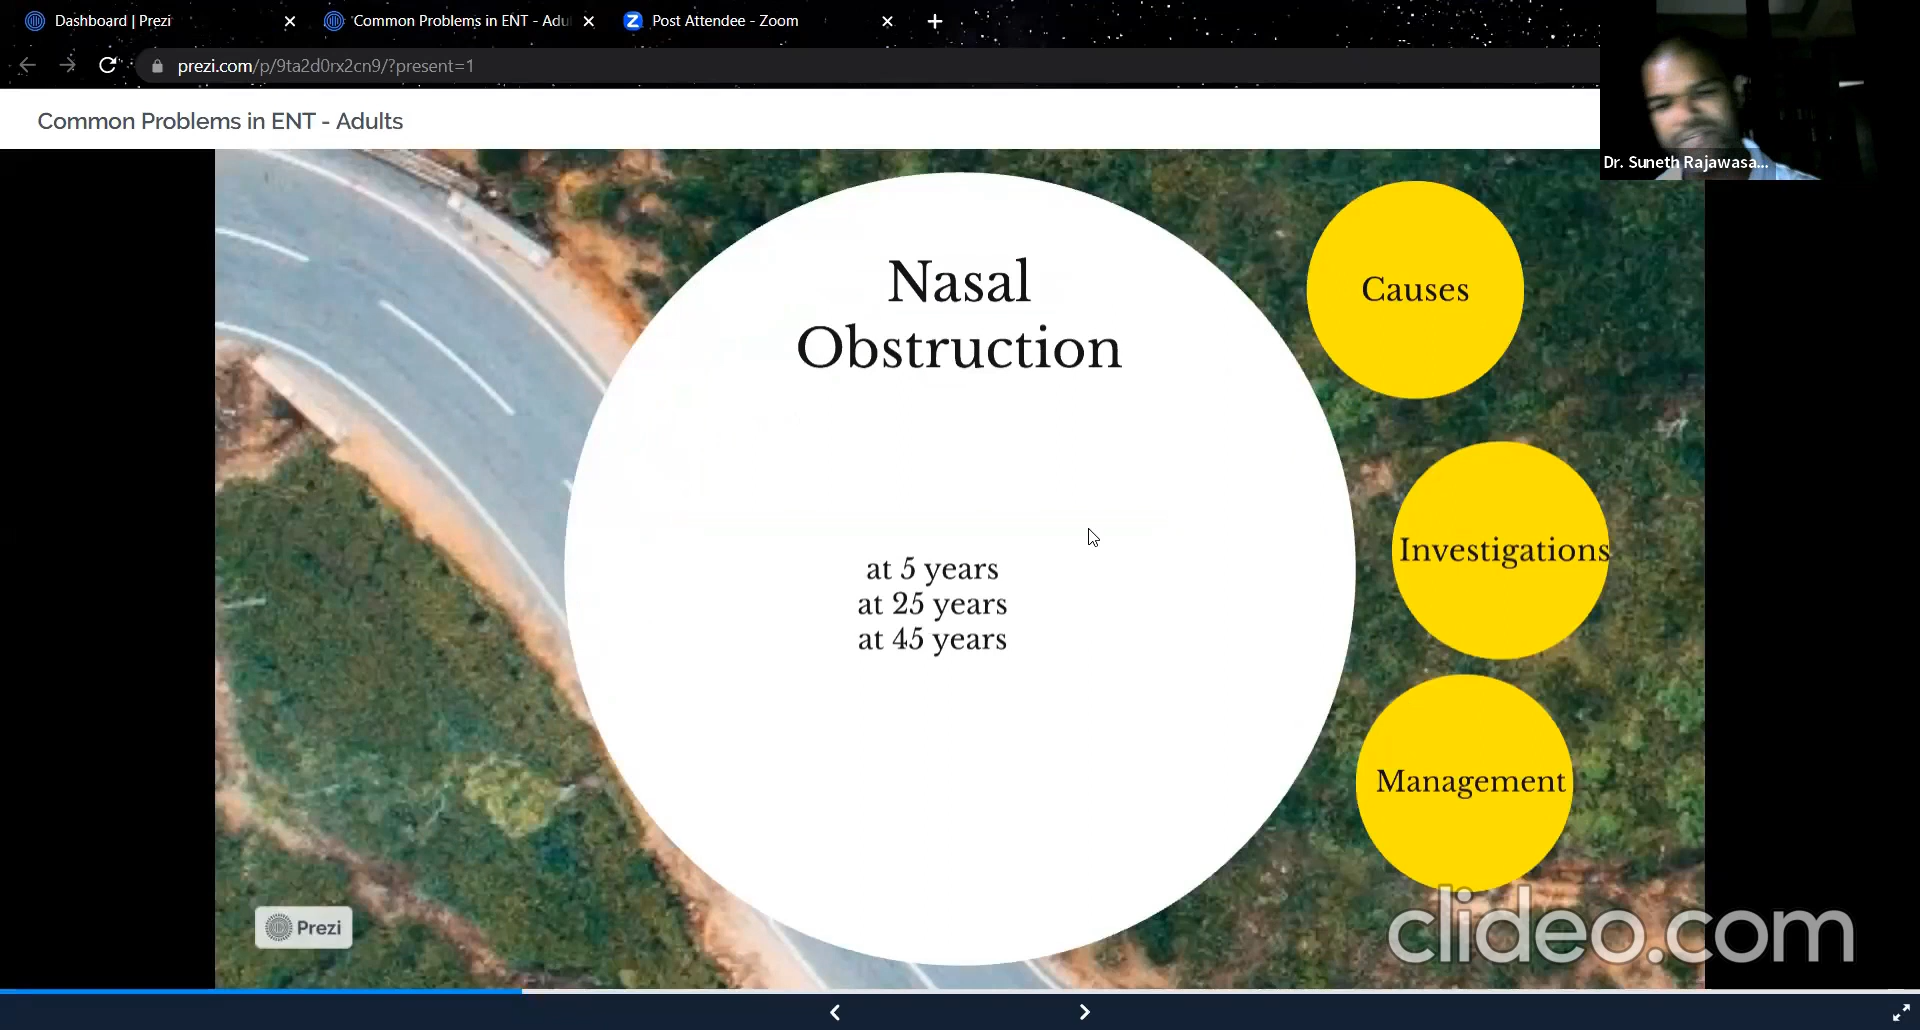 Dashboard | Prezi
Common Problems in ENT - Adul
Post Attendee - Zoom
prezi.com/p/9ta2d0rx2cn9/?present=1
Common Problems in ENT - Adults
Dr. Suneth Rajawasa...
Nasal
Obstruction
at 5 years
at 25 years
at 45 years
Causes
Investigations
Management
Prezi
clideo.com